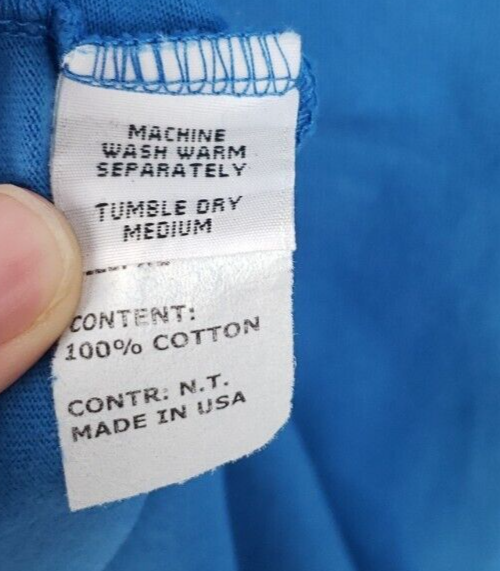 MACHINE
WASH WARM
SEPARATELY
TUMBLE DRY
MEDIUM
CONTENT:
100% COTTON
CONTR: N.T.
MADE IN USA